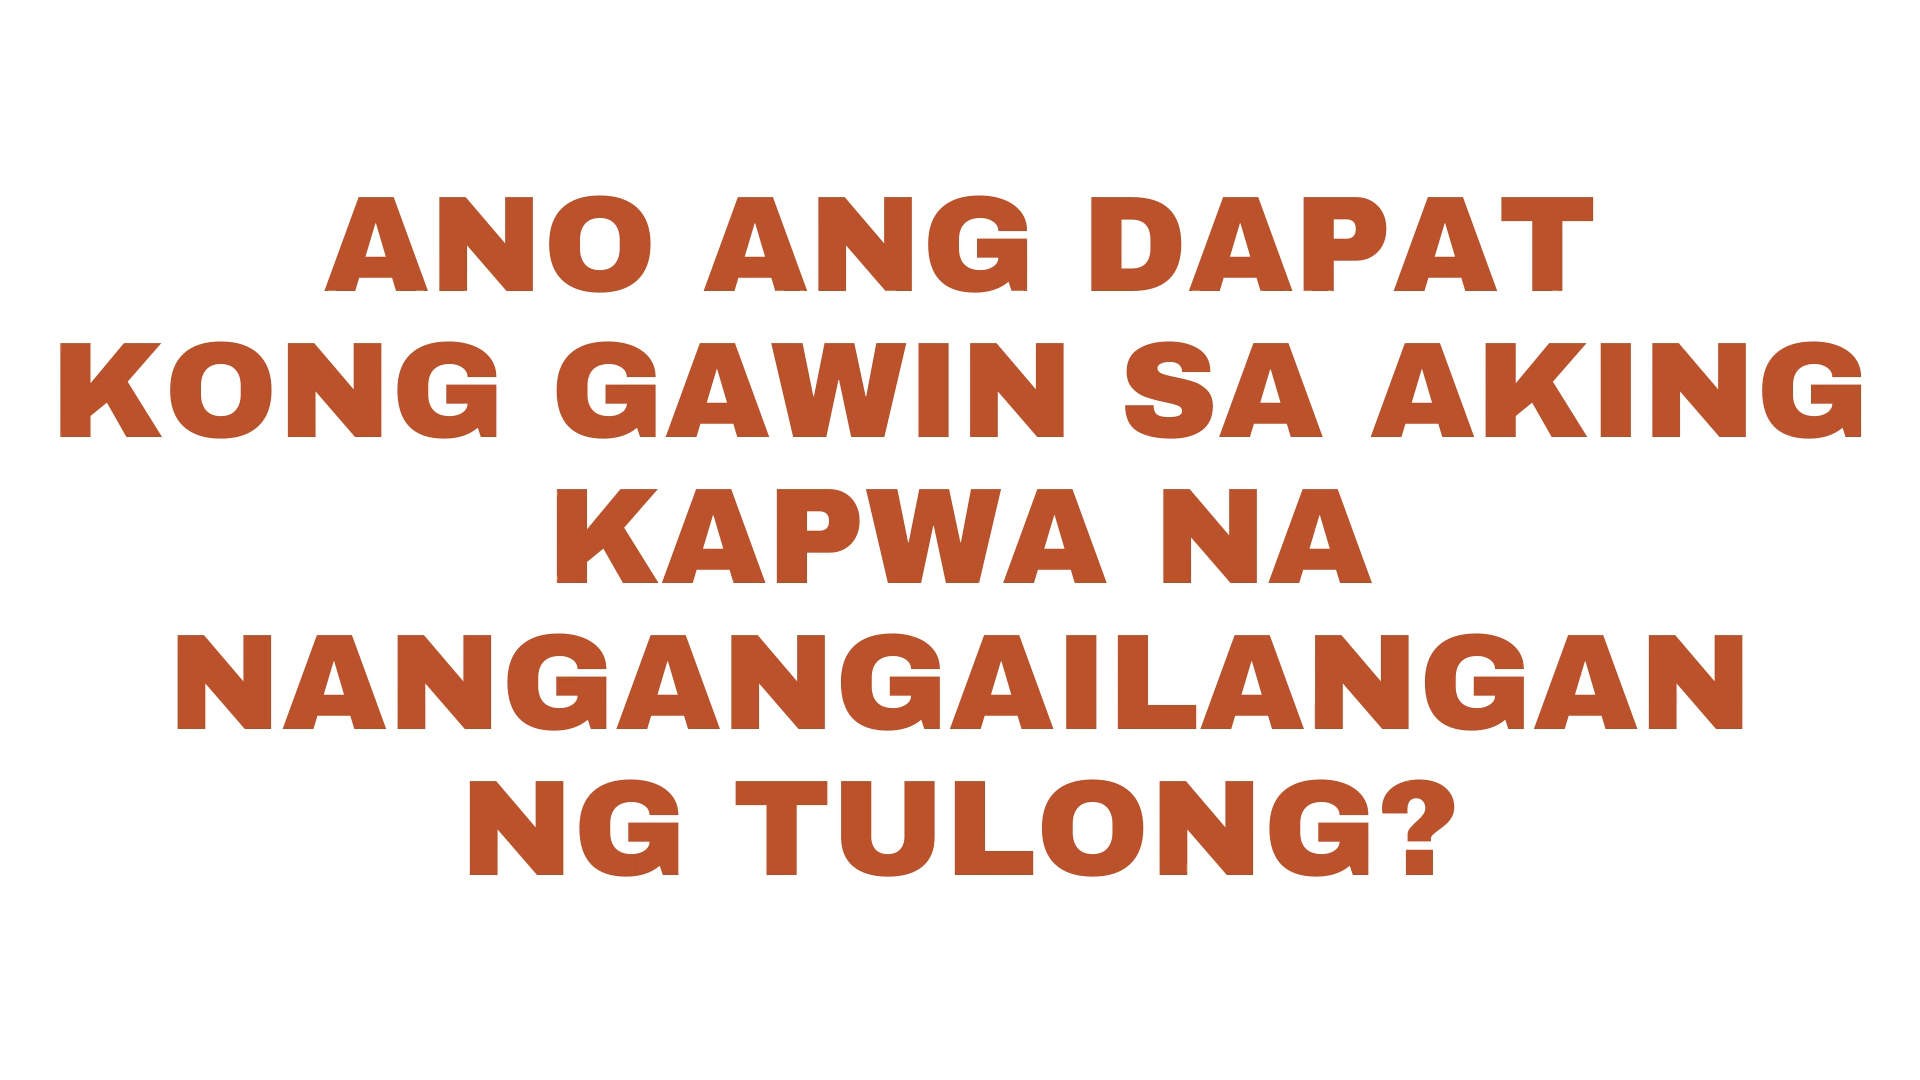 ANO ANG DAPAT
KONG GAWIN SA AKING
KAPWA NA
NANGANGAILANGAN
NG TULONG?